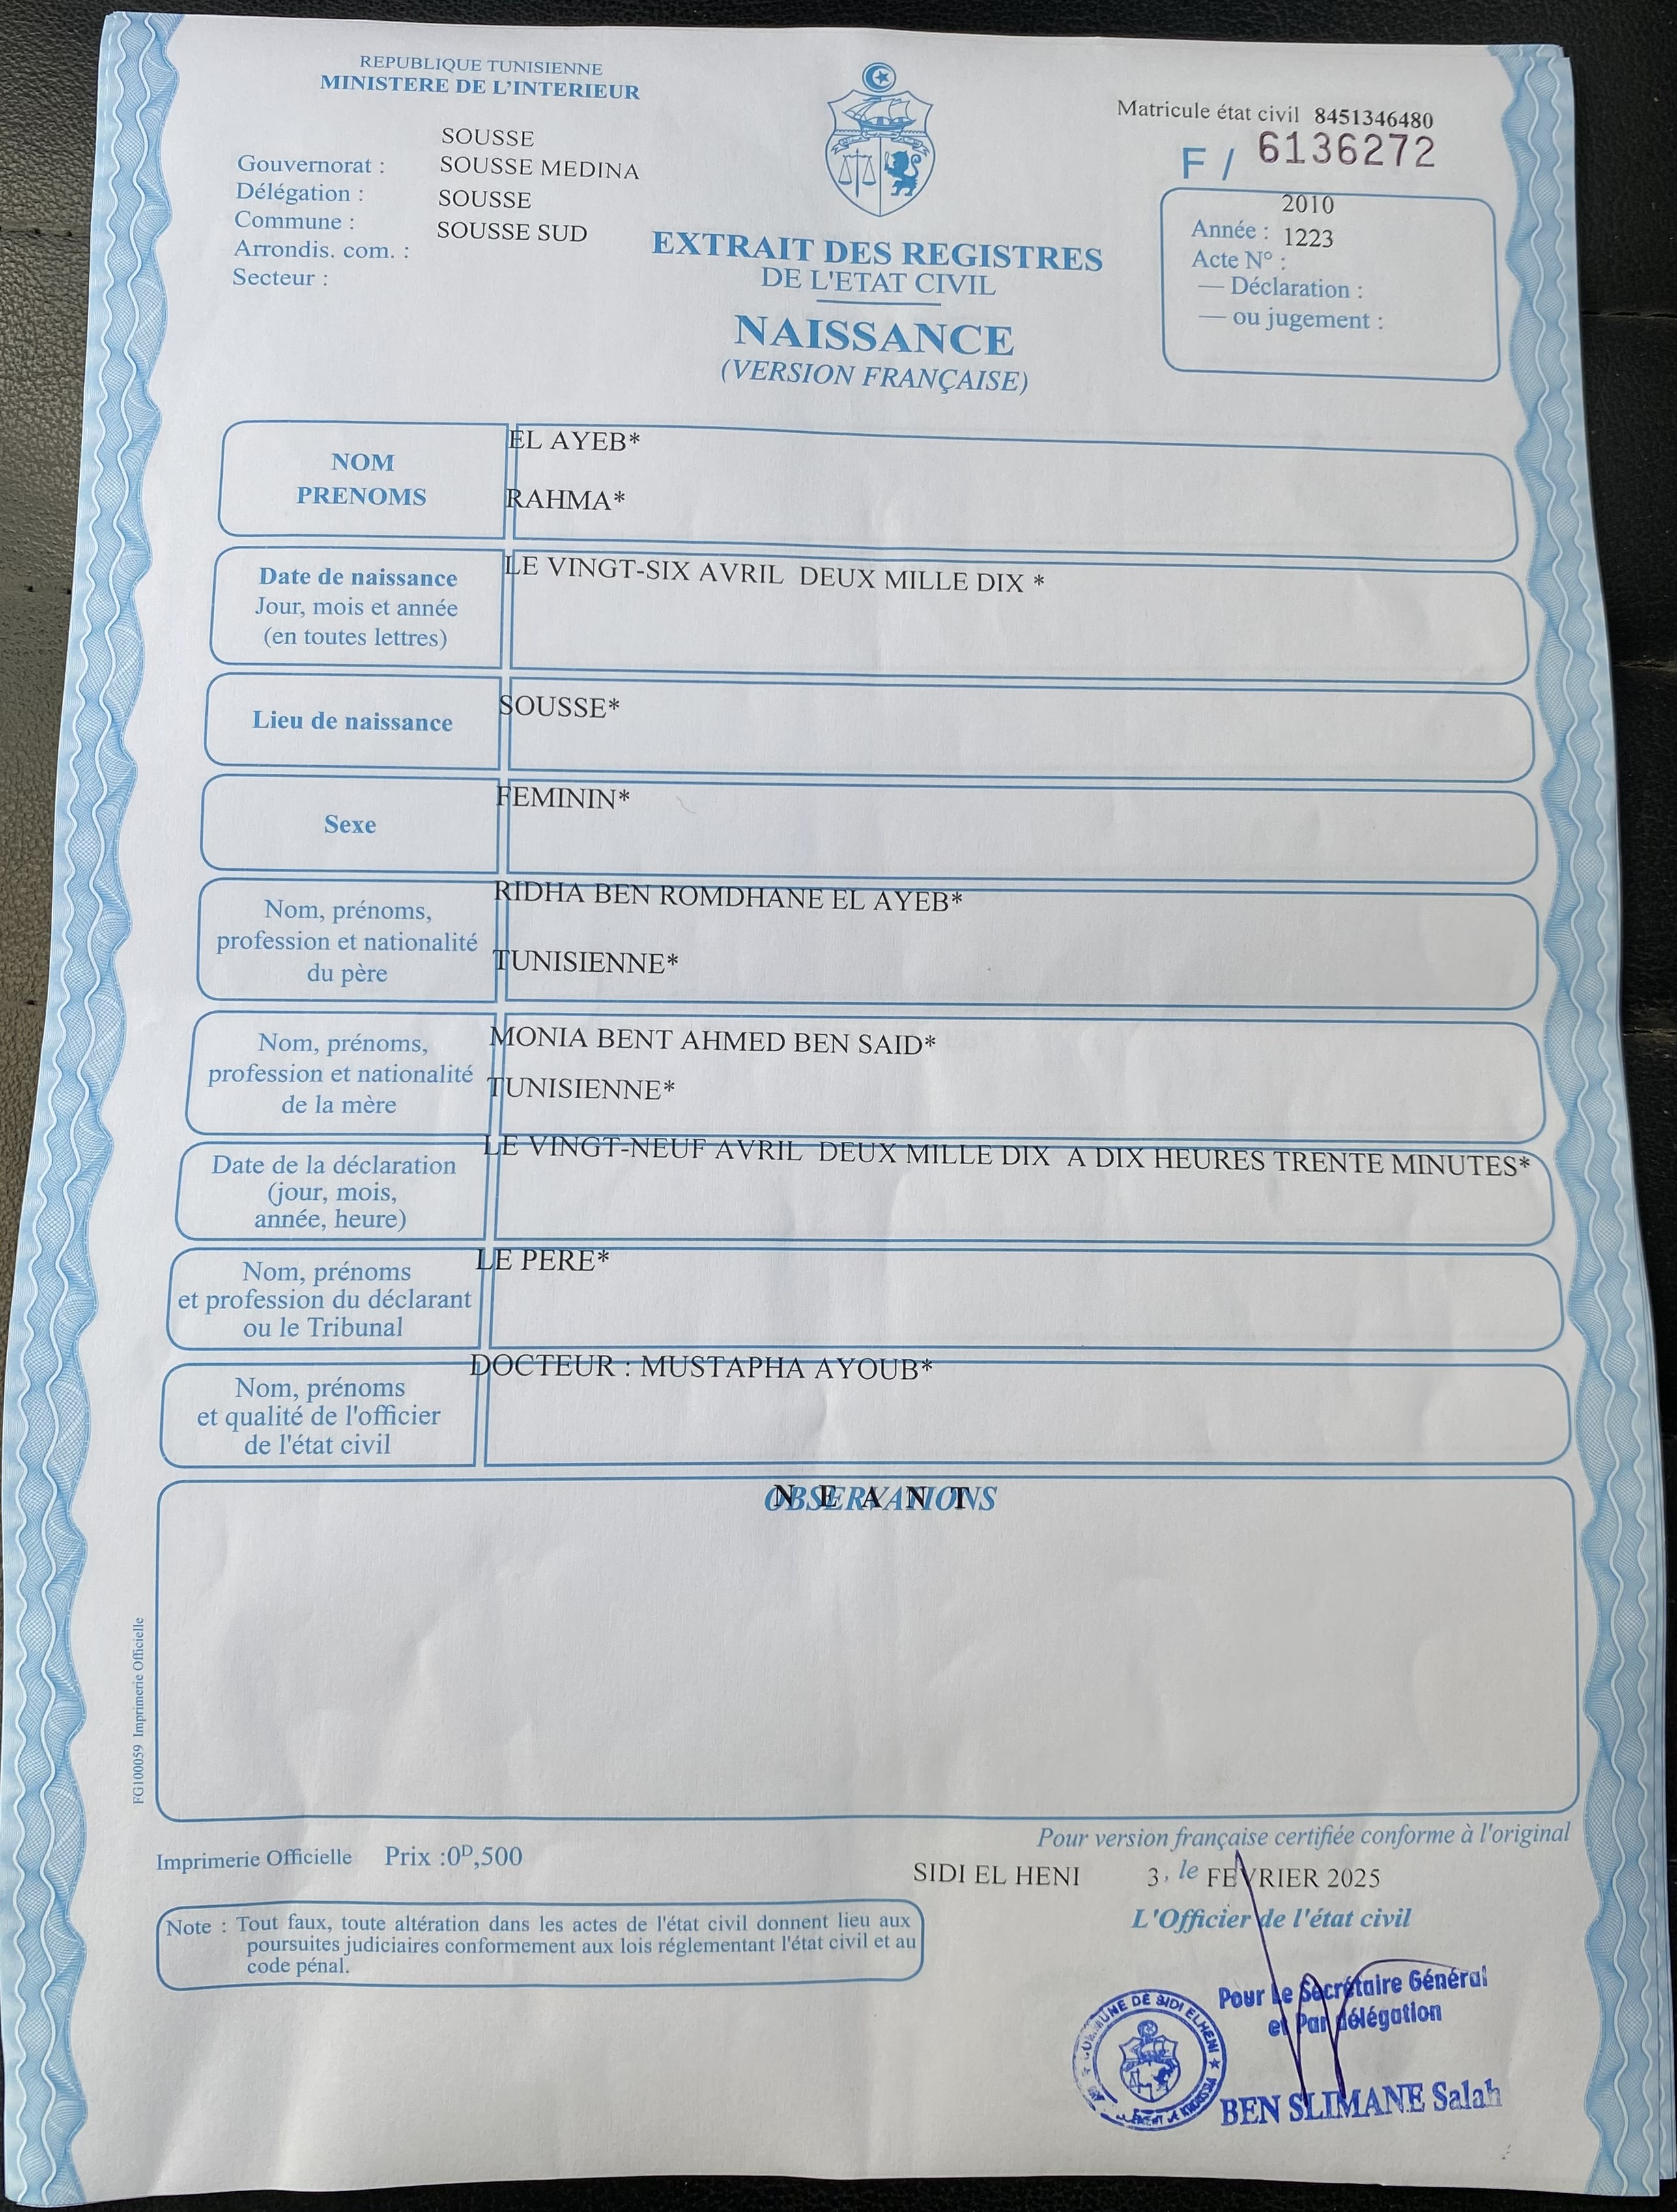 REPUBLIQUE TUNISIENNE
MINISTERE DE L'INTERIEUR
Matricule état civil 8451346480
F / 6136272
SOUSSE
Gouvernorat : SOUSSE MEDINA
Délégation : SOUSSE
Commune : SOUSSE SUD
Arrondis. com. :
Secteur :
2010
Année : 1223
Acte N° :
— Déclaration :
— ou jugement :
EXTRAIT DES REGISTRES
DE L'ETAT CIVIL
NAISSANCE
(VERSION FRANÇAISE)
NOM
PRENOMS
EL AYEB*
RAHMA*
Date de naissance
Jour, mois et année
(en toutes lettres)
LE VINGT-SIX AVRIL DEUX MILLE DIX *
Lieu de naissance
SOUSSE*
Sexe
FEMININ*
Nom, prénoms,
profession et nationalité
du père
RIDHA BEN ROMDHANE EL AYEB*
TUNISIENNE*
Nom, prénoms,
profession et nationalité
de la mère
MONIA BENT AHMED BEN SAID*
TUNISIENNE*
Date de la déclaration
(jour, mois,
année, heure)
LE VINGT-NEUF AVRIL DEUX MILLE DIX A DIX HEURES TRENTE MINUTES*
Nom, prénoms
et profession du déclarant
ou le Tribunal
LE PERE*
Nom, prénoms
et qualité de l'officier
de l'état civil
DOCTEUR : MUSTAPHA AYOUB*
OBSERVATIONS
N E A N T
FG100059 Imprimerie Officielle
Imprimerie Officielle Prix :0ᴰ,500
Pour version française certifiée conforme à l'original
SIDI EL HENI 3, le FEVRIER 2025
L'Officier de l'état civil
Note : Tout faux, toute altération dans les actes de l'état civil donnent lieu aux
poursuites judiciaires conformement aux lois réglementant l'état civil et au
code pénal.
Pour Le Secrétaire Général
et Par délégation
BEN SLIMANE Salah
COMMUNE DE SIDI ELHENI